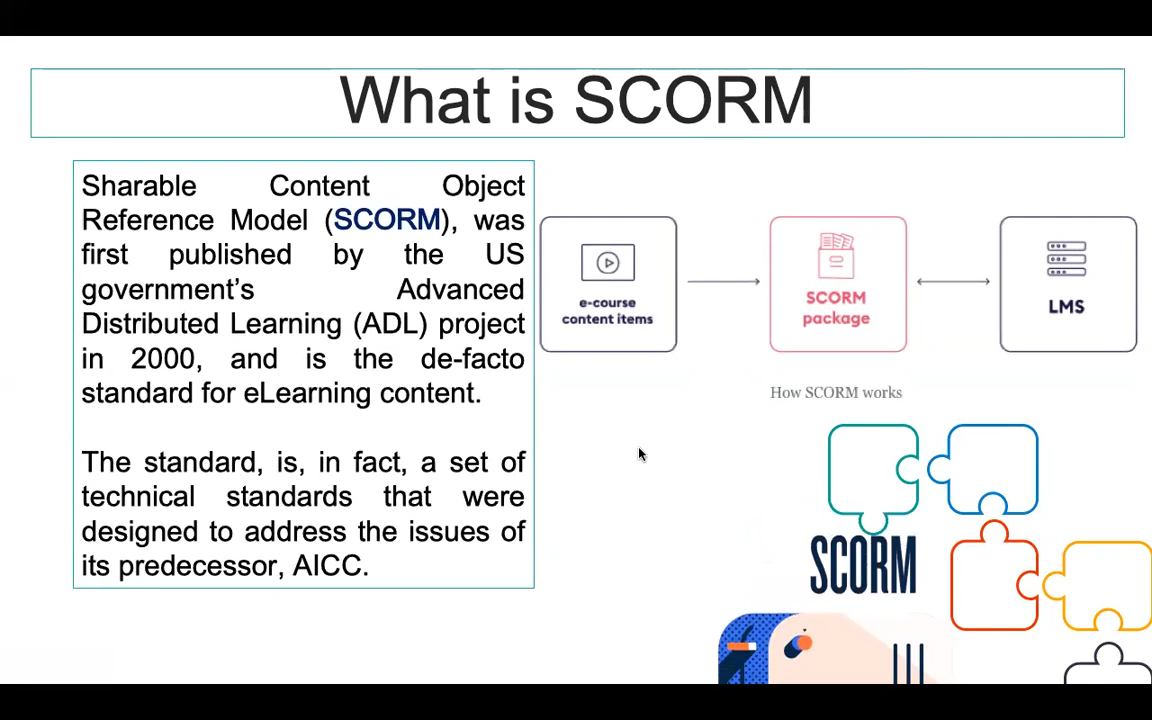 What is SCORM
Sharable Content Object
Reference Model (SCORM), was
first published by the US
government's Advanced
Distributed Learning (ADL) project
in 2000, and is the de-facto
standard for eLearning content.
The standard, is, in fact, a set of
technical standards that were
designed to address the issues of
its predecessor, AICC.
e-course
content items
SCORM
package
LMS
How SCORM works
SCORM